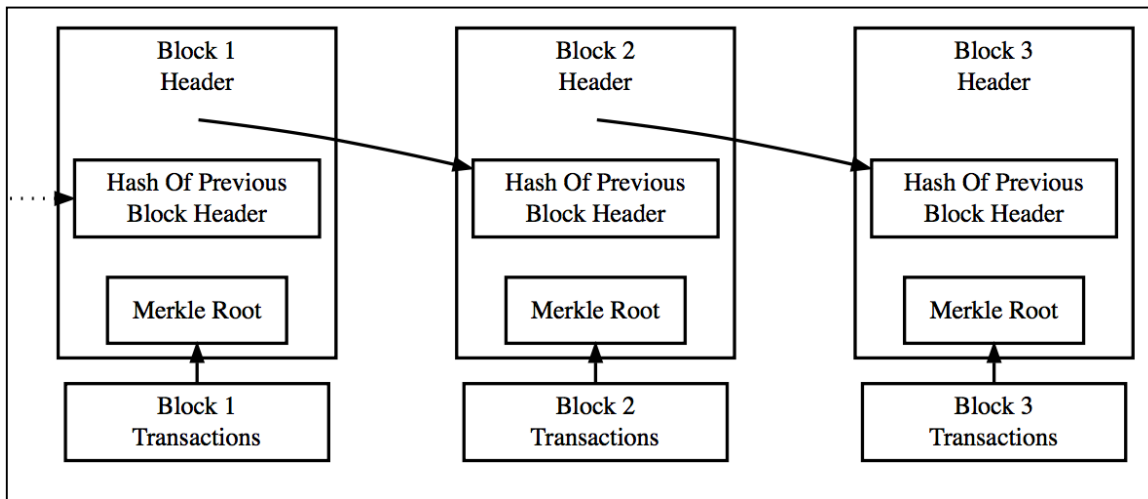 Block 1
Header
Hash Of Previous
Block Header
Merkle Root
Block 1
Transactions
Block 2
Header
Hash Of Previous
Block Header
Merkle Root
Block 2
Transactions
Block 3
Header
Hash Of Previous
Block Header
Merkle Root
Block 3
Transactions